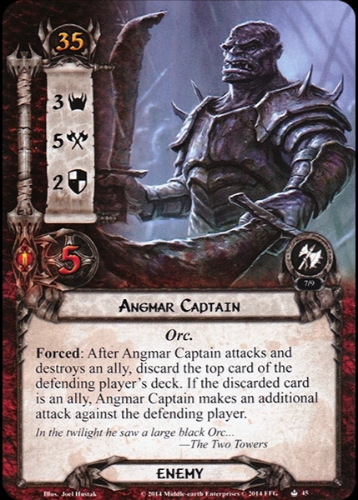 35
3
5
2
5
7/9
Angmar Captain
Orc.
Forced: After Angmar Captain attacks and
destroys an ally, discard the top card of the
defending player's deck. If the discarded card
is an ally, Angmar Captain makes an additional
attack against the defending player.
In the twilight he saw a large black Orc...
—The Two Towers
Illus. Joel Hustak
© 2014 Middle-earth Enterprises
© 2014 FFG
45
ENEMY